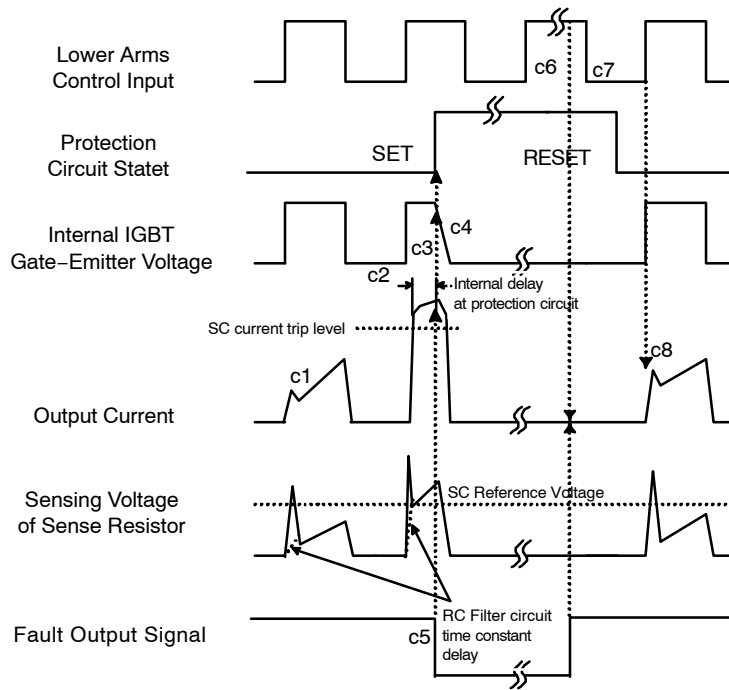 Lower Arms
Control Input
c6
c7
Protection
Circuit Statet
SET
RESET
Internal IGBT
Gate−Emitter Voltage
c4
c3
c2
Internal delay
at protection circuit
SC current trip level
c1
c8
Output Current
Sensing Voltage
of Sense Resistor
SC Reference Voltage
Fault Output Signal
c5
RC Filter circuit
time constant
delay